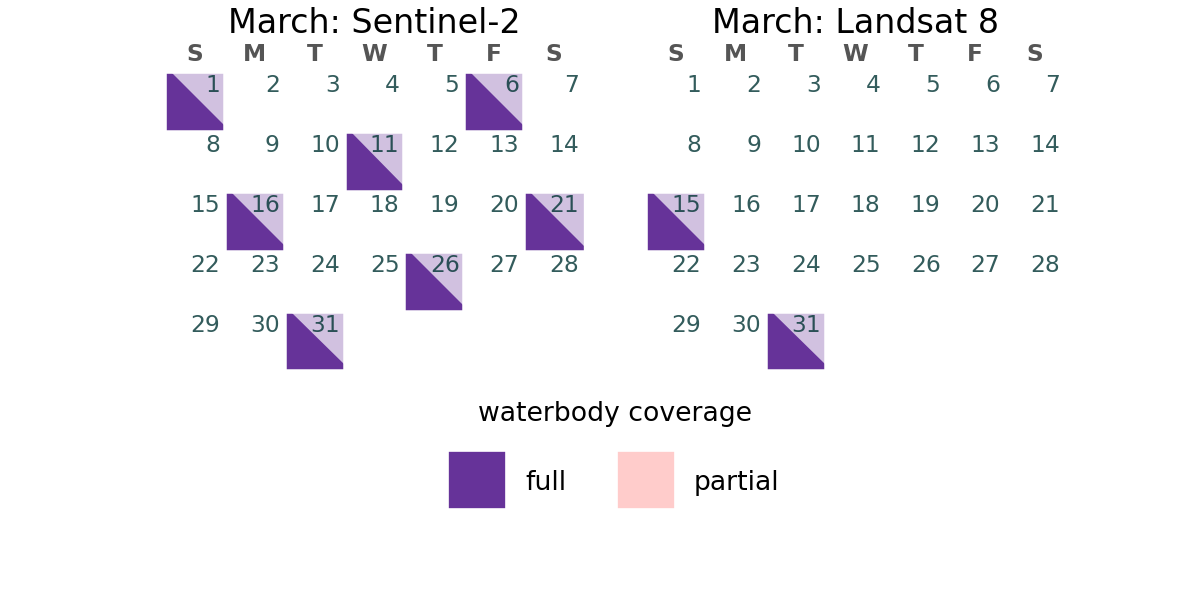 March: Sentinel-2
S M T W T F S
1 2 3 4 5 6 7
8 9 10 11 12 13 14
15 16 17 18 19 20 21
22 23 24 25 26 27 28
29 30 31
March: Landsat 8
S M T W T F S
1 2 3 4 5 6 7
8 9 10 11 12 13 14
15 16 17 18 19 20 21
22 23 24 25 26 27 28
29 30 31
waterbody coverage
full
partial